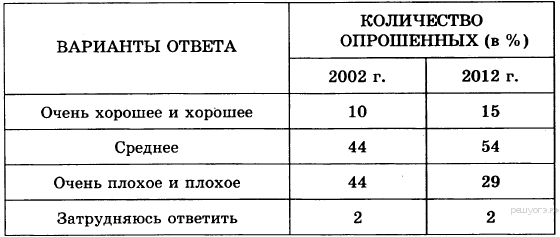 ВАРИАНТЫ ОТВЕТА
КОЛИЧЕСТВО
ОПРОШЕННЫХ (в %)
2002 г. 2012 г.
Очень хорошее и хорошее 10 15
Среднее 44 54
Очень плохое и плохое 44 29
Затрудняюсь ответить 2 2